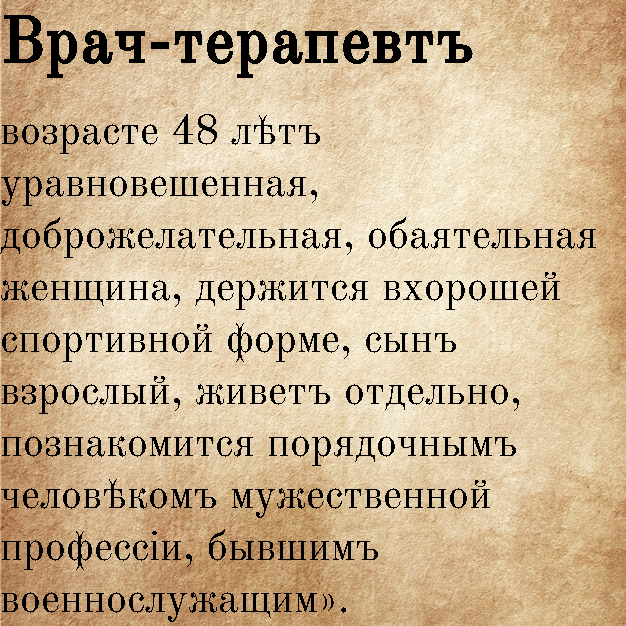 Врач-терапевтъ
возрасте 48 лѣтъ
уравновешенная,
доброжелательная, обаятельная
женщина, держится вхорошей
спортивной форме, сынъ
взрослый, живетъ отдельно,
познакомится порядочнымъ
человѣкомъ мужественной
профессіи, бывшимъ
военнослужащим».